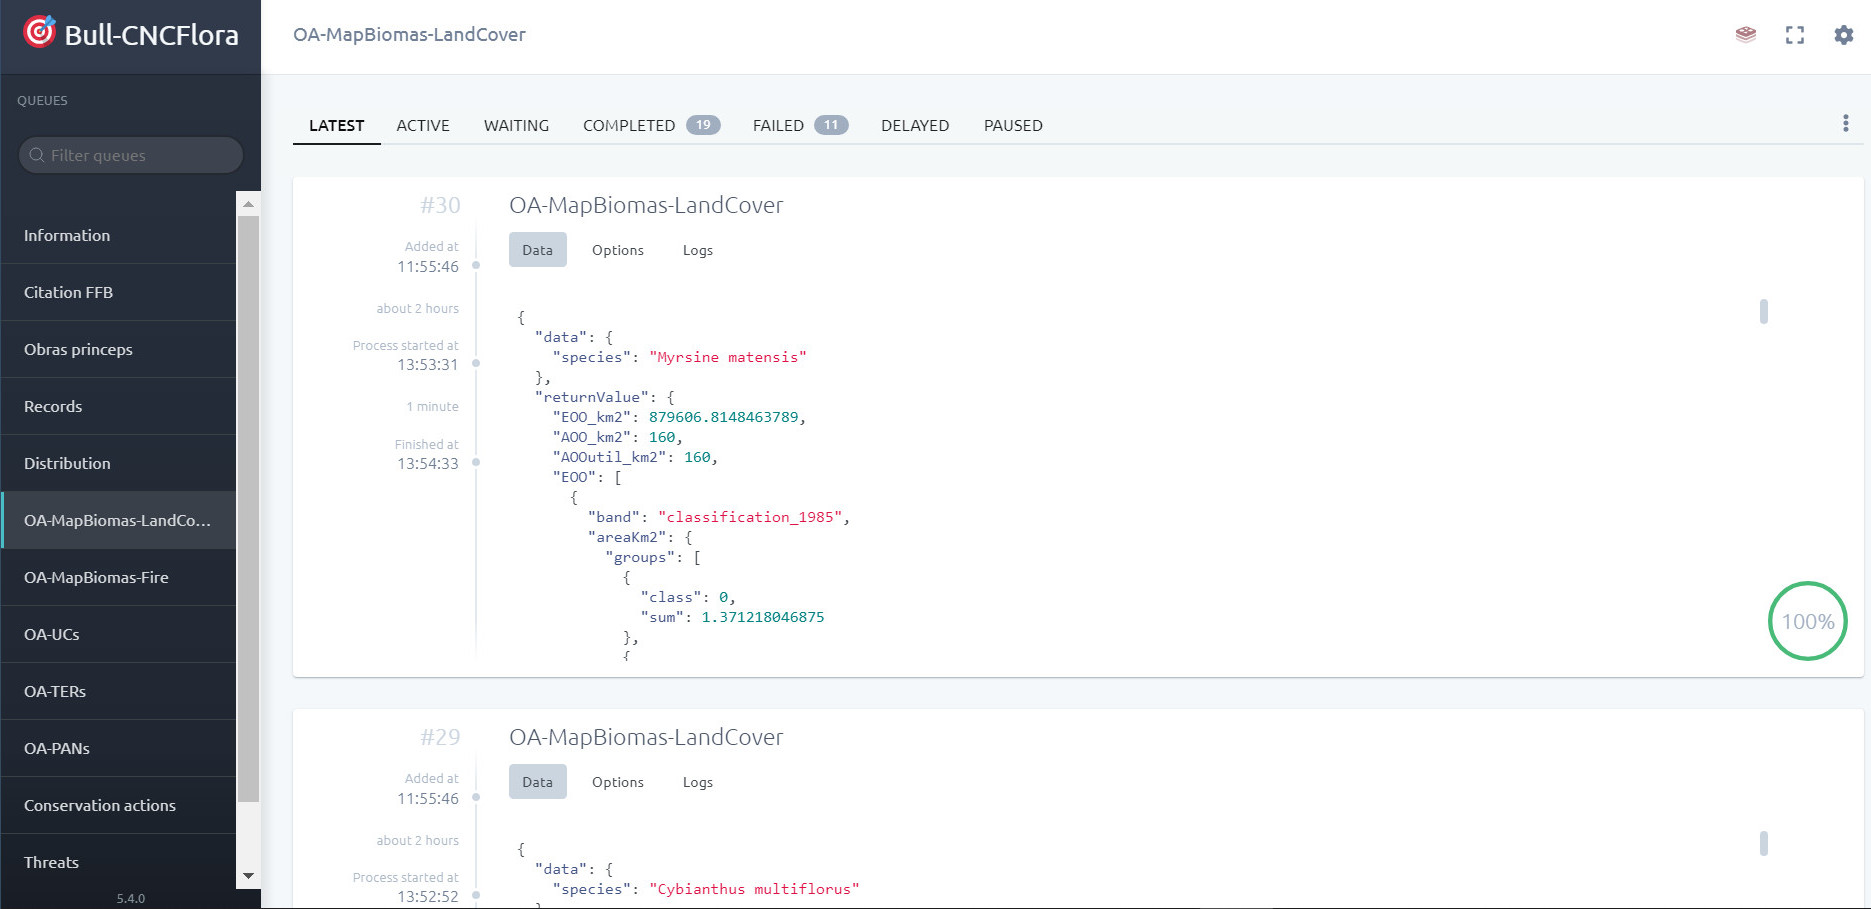 Bull-CNCFlora
QUEUES
Filter queues
Information
Citation FFB
Obras princeps
Records
Distribution
OA-MapBiomas-LandCo...
OA-MapBiomas-Fire
OA-UCs
OA-TERs
OA-PANs
Conservation actions
Threats
5.4.0
OA-MapBiomas-LandCover
LATEST ACTIVE WAITING COMPLETED 19 FAILED 11 DELAYED PAUSED
#30
Added at
11:55:46
about 2 hours
Process started at
13:53:31
1 minute
Finished at
13:54:33
OA-MapBiomas-LandCover
Data Options Logs
{
"data": {
"species": "Myrsine matensis"
},
"returnValue": {
"EOO_km2": 879606.8148463789,
"AOO_km2": 160,
"AOOutil_km2": 160,
"EOO": [
{
"band": "classification_1985",
"areaKm2": {
"groups": [
{
"class": 0,
"sum": 1.371218046875
},
{
100%
#29
Added at
11:55:46
about 2 hours
Process started at
13:52:52
OA-MapBiomas-LandCover
Data Options Logs
{
"data": {
"species": "Cybianthus multiflorus"